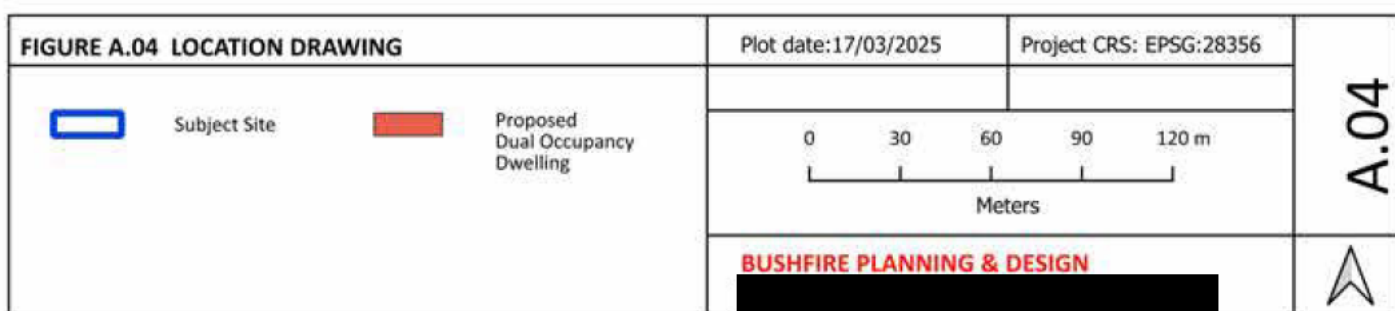 FIGURE A.04 LOCATION DRAWING
Plot date:17/03/2025
Project CRS: EPSG:28356
Subject Site
Proposed
Dual Occupancy
Dwelling
0 30 60 90 120 m
Meters
A.04
BUSHFIRE PLANNING & DESIGN